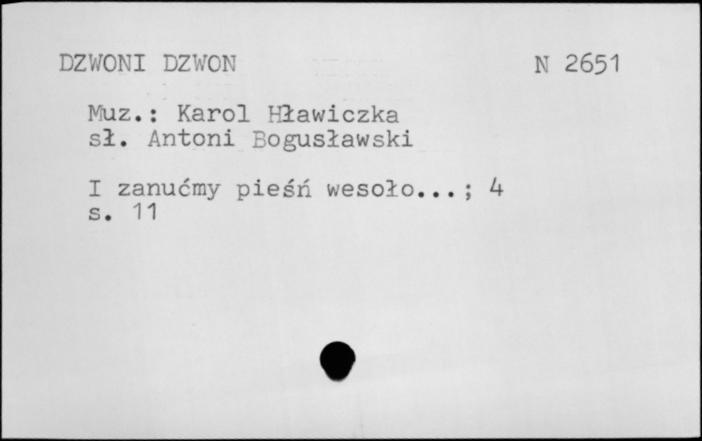 DZWONI DZWON N 2651
Muz.: Karol Hławiczka
sł. Antoni Bogusławski
I zanućmy pieśń wesoło...; 4
s. 11